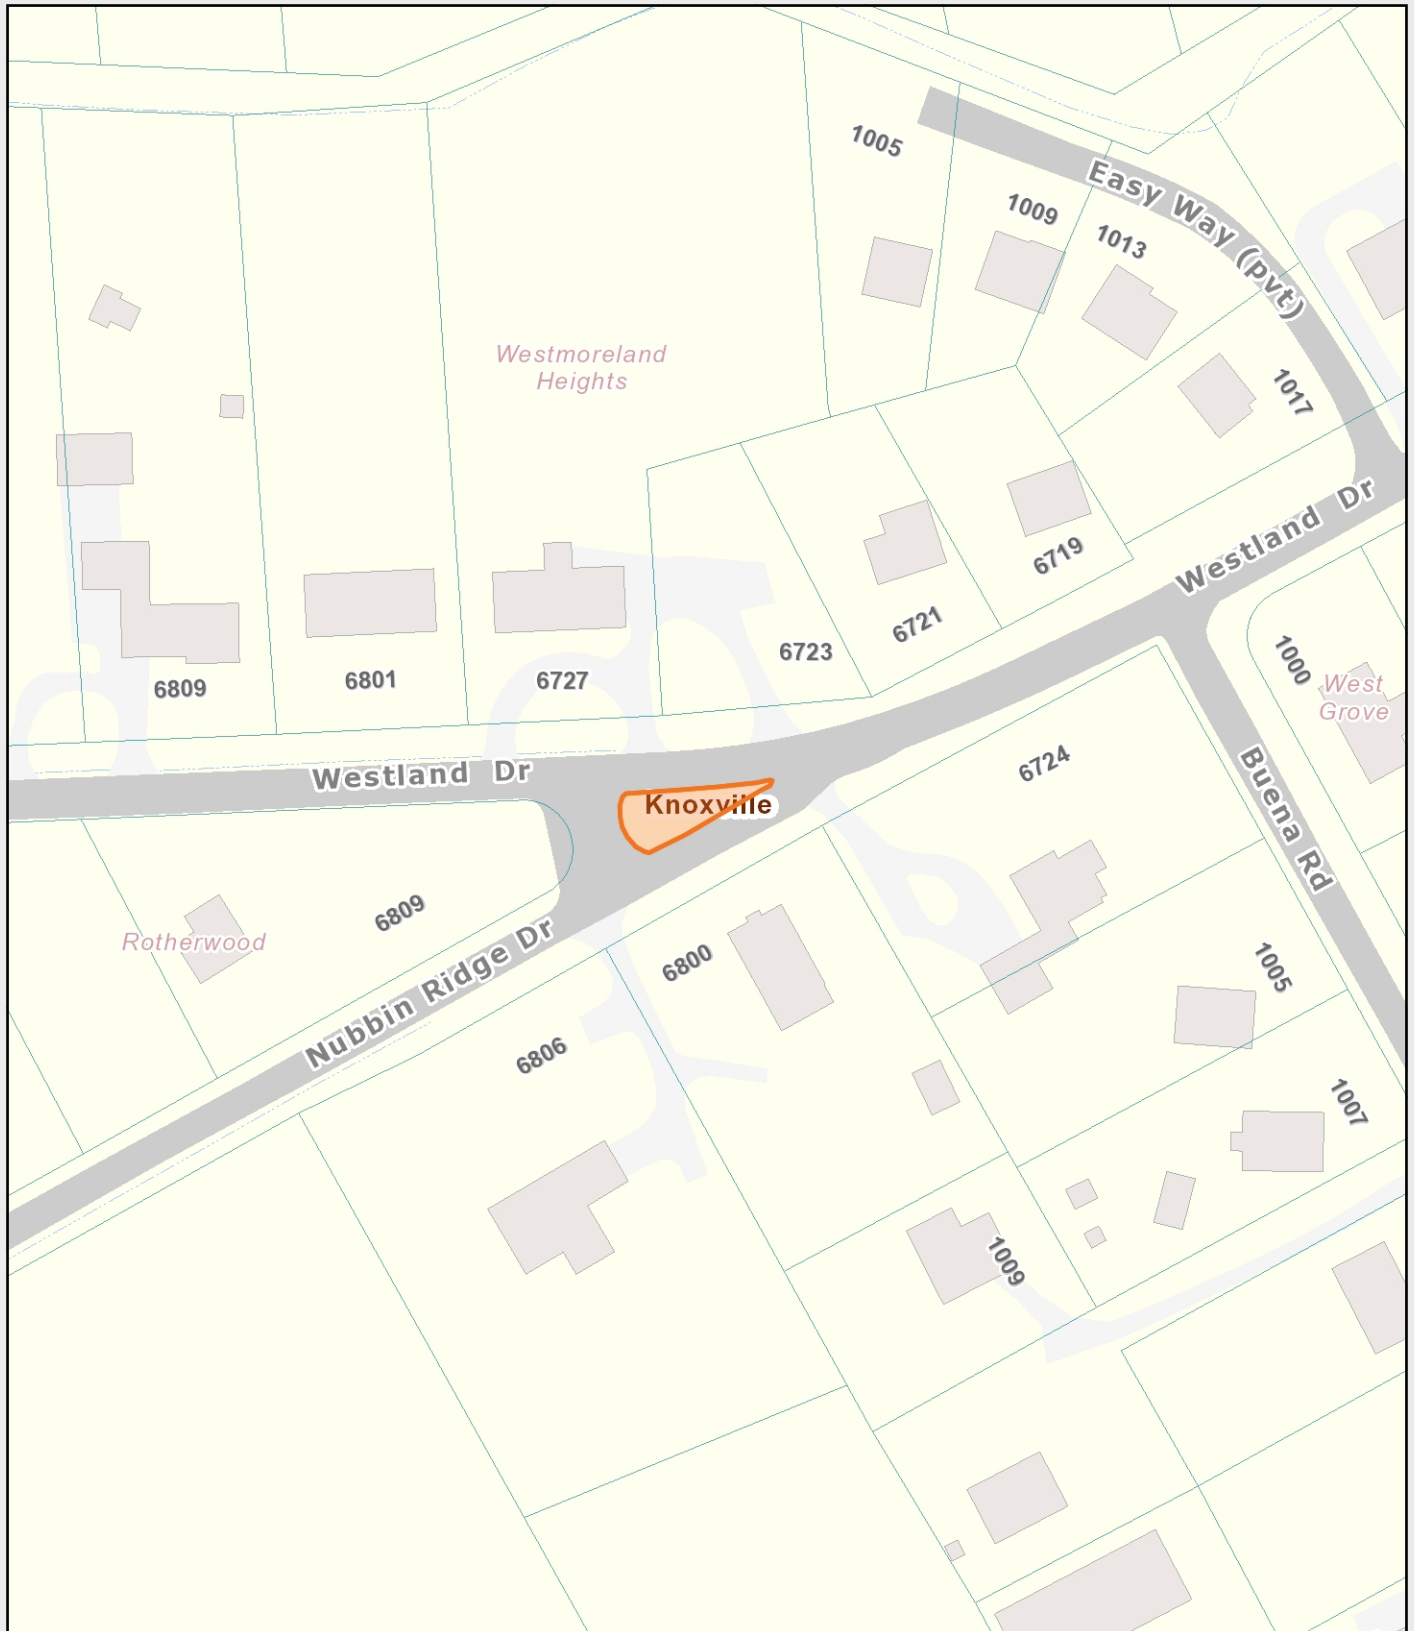 1005
Easy Way (pvt)
1009
1013
Westmoreland
Heights
1017
Westland Dr
6719
6721
6723
1000
West
Grove
6809
6801
6727
6724
Westland Dr
Knoxville
Buena Rd
6809
Rotherwood
Nubbin Ridge Dr
6800
1005
6806
1007
1009